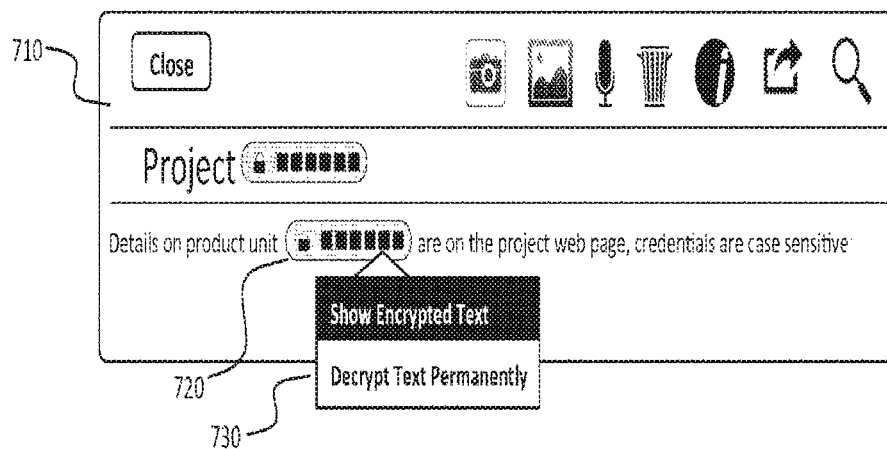 710
Close
Project
Details on product unit are on the project web page, credentials are case sensitive
Show Encrypted Text
Decrypt Text Permanently
720
730